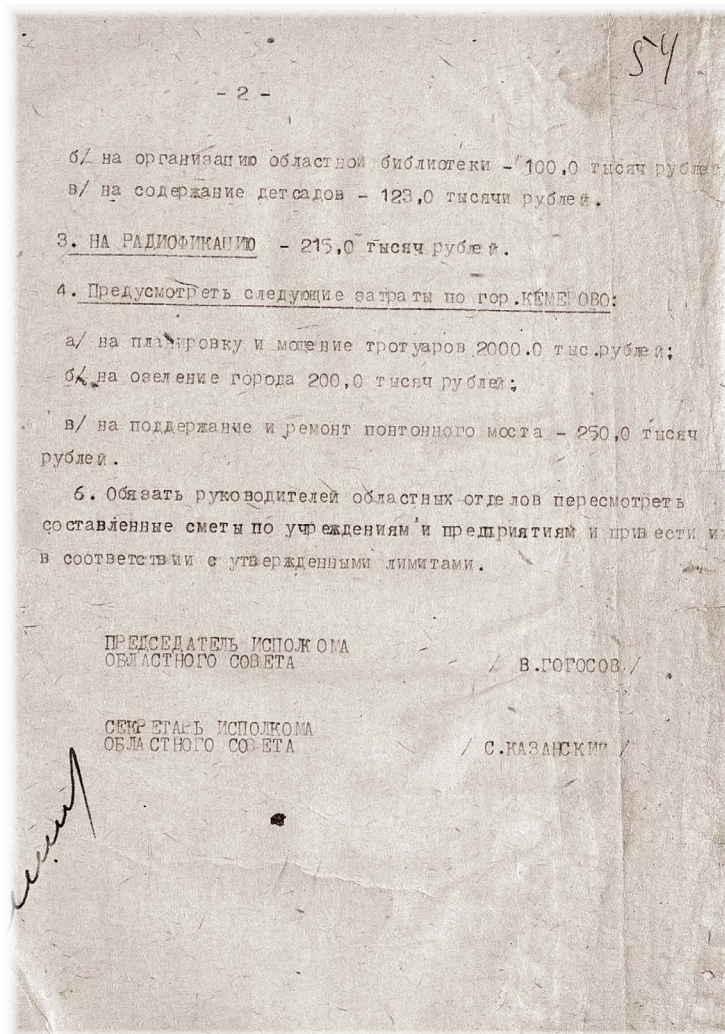 54
- 2 -
б/ на организацию областной библиотеки - 100,0 тысяч рублей
в/ на содержание детсадов - 123,0 тысячи рублей.
3. НА РАДИОФИКАЦИЮ - 215,0 тысяч рублей.
4. Предусмотреть следующие затраты по гор.КЕМЕРОВО:
а/ на планировку и мощение тротуаров 2000.0 тыс.рублей;
б/ на озеление города 200,0 тысяч рублей;
в/ на поддержание и ремонт понтонного моста - 250,0 тысяч
рублей.
6. Обязать руководителей областных отделов пересмотреть
составленные сметы по учреждениям и предприятиям и привести их
в соответствии с утвержденными лимитами.
ПРЕДСЕДАТЕЛЬ ИСПОЛКОМА
ОБЛАСТНОГО СОВЕТА / В.ГОГОСОВ /
СЕКРЕТАРЬ ИСПОЛКОМА
ОБЛАСТНОГО СОВЕТА / С.КАЗАНСКИЙ /